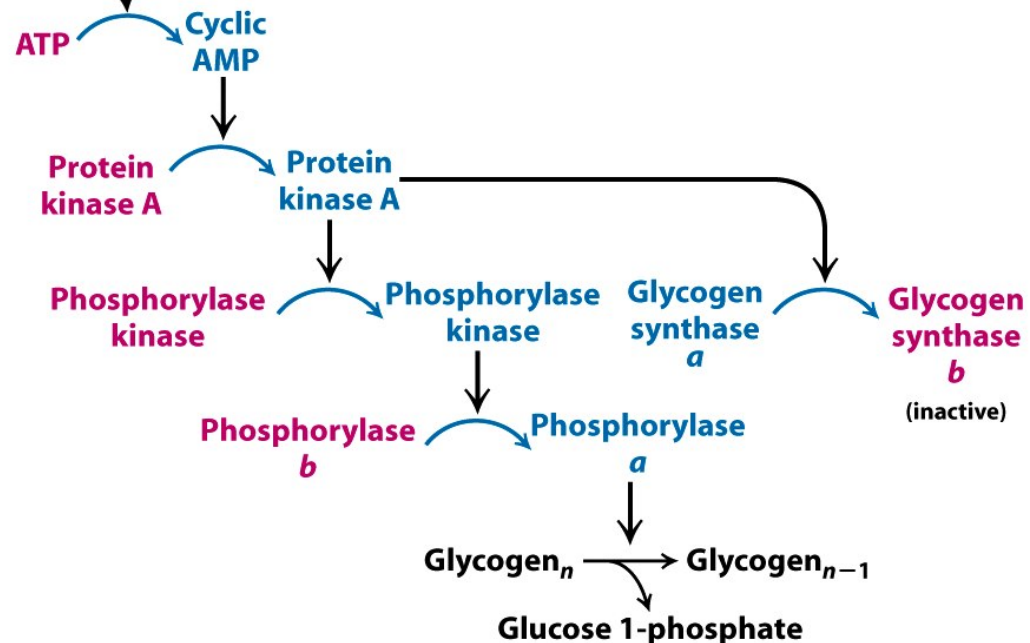 ATP
Cyclic
AMP
Protein
kinase A
Protein
kinase A
Phosphorylase
kinase
Phosphorylase
kinase
Glycogen
synthase
a
Glycogen
synthase
b
(inactive)
Phosphorylase
b
Phosphorylase
a
Glycogenn
Glycogenn−1
Glucose 1-phosphate